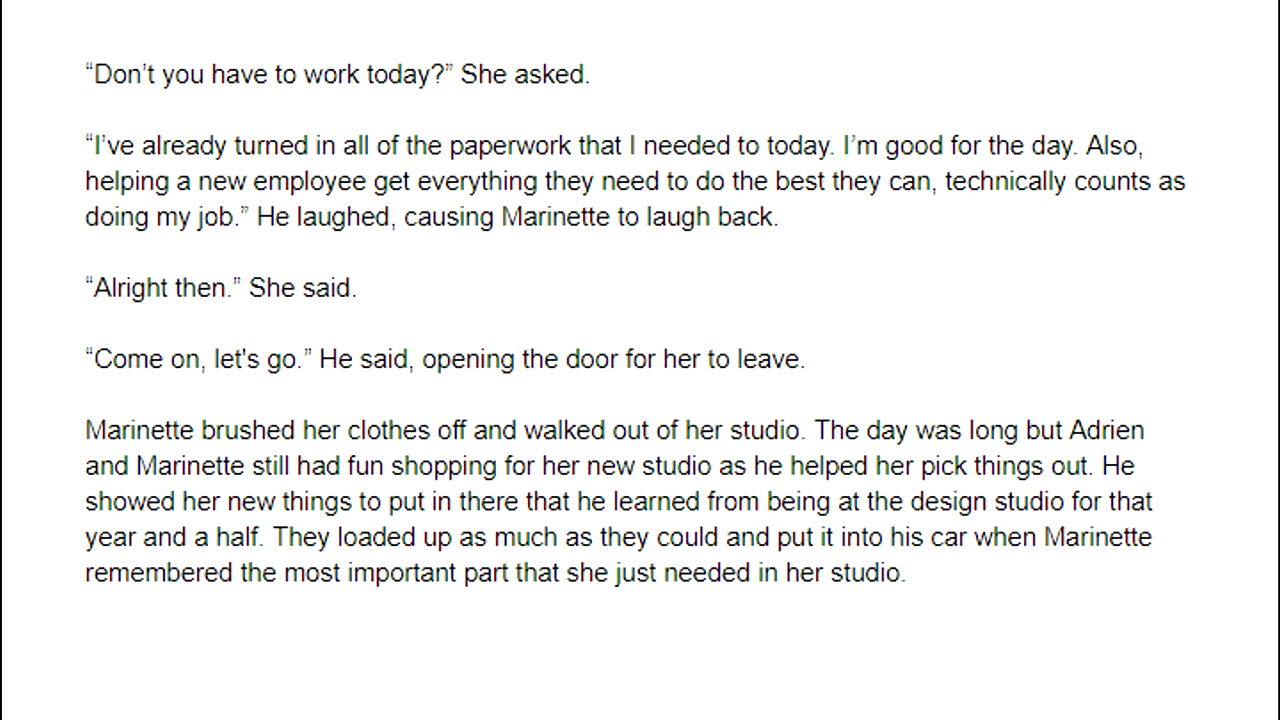 “Don’t you have to work today?” She asked.
“I’ve already turned in all of the paperwork that I needed to today. I’m good for the day. Also,
helping a new employee get everything they need to do the best they can, technically counts as
doing my job.” He laughed, causing Marinette to laugh back.
“Alright then.” She said.
“Come on, let's go.” He said, opening the door for her to leave.
Marinette brushed her clothes off and walked out of her studio. The day was long but Adrien
and Marinette still had fun shopping for her new studio as he helped her pick things out. He
showed her new things to put in there that he learned from being at the design studio for that
year and a half. They loaded up as much as they could and put it into his car when Marinette
remembered the most important part that she just needed in her studio.